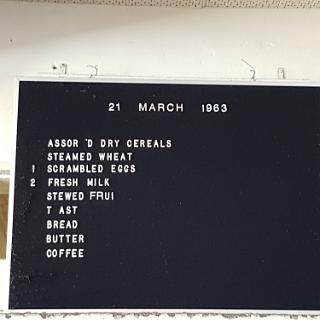 21 MARCH 1963
ASSOR 'D DRY CEREALS
STEAMED WHEAT
1 SCRAMBLED EGGS
2 FRESH MILK
STEWED FRUI
T AST
BREAD
BUTTER
COFFEE